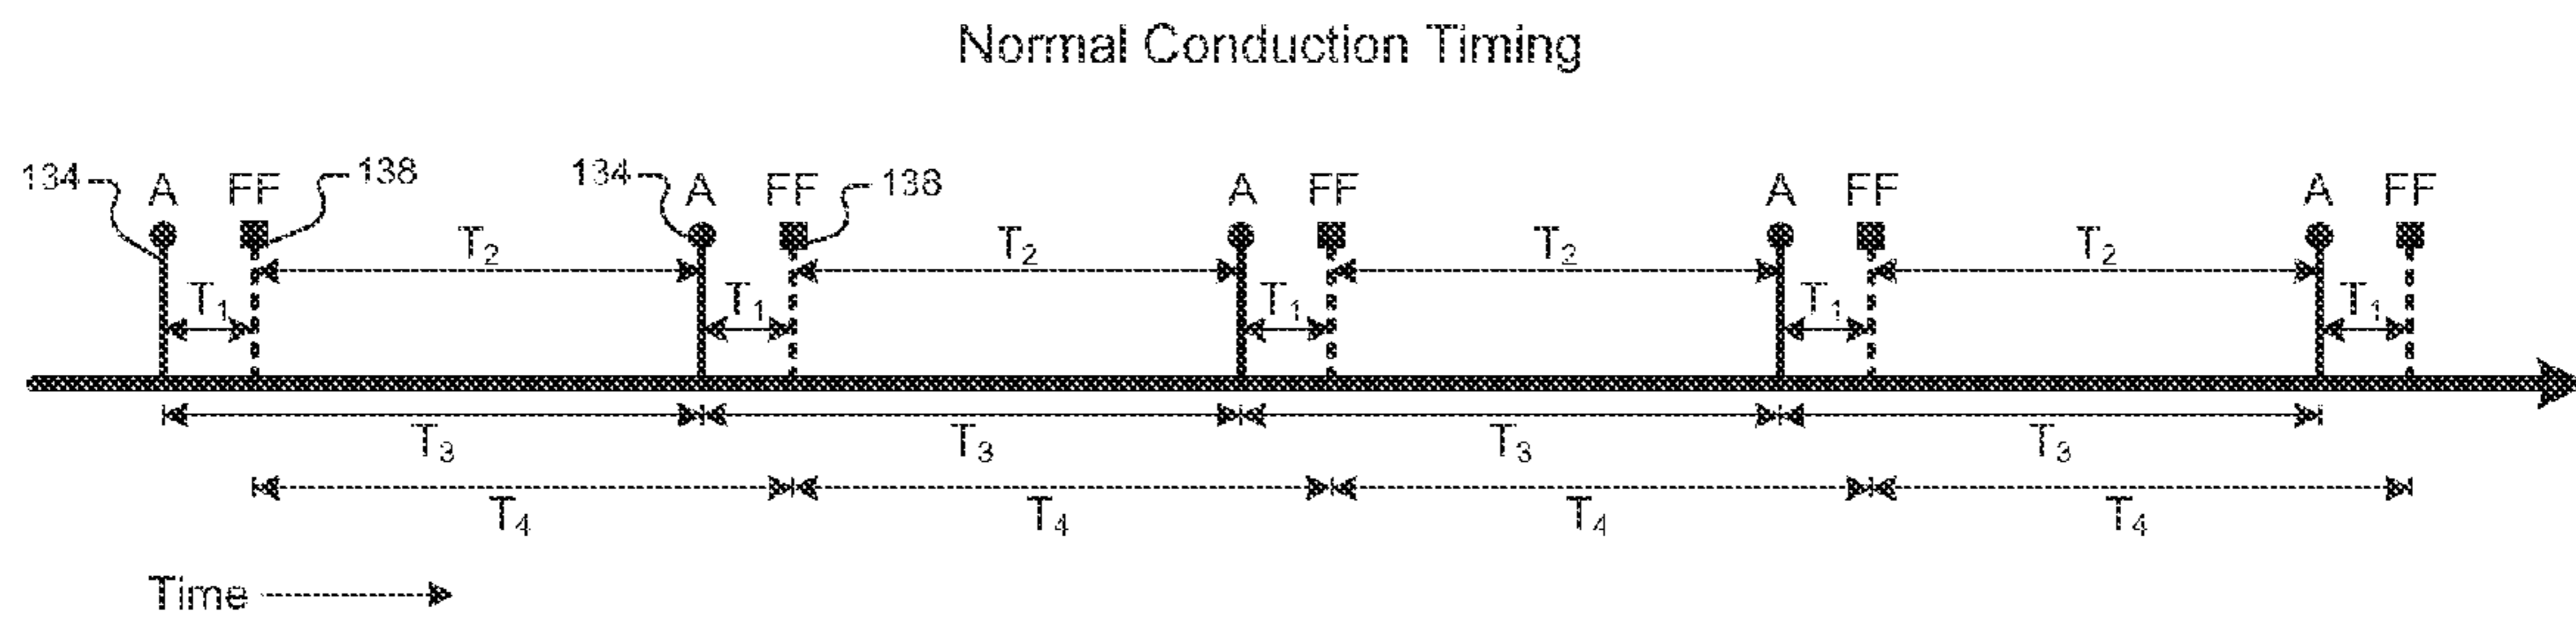 Normal Conduction Timing
134 A FF 138 134 A FF 138 A FF A FF A FF
T2 T2 T2 T2
T1 T1 T1 T1 T1
T3 T3 T3 T3
T4 T4 T4 T4
Time